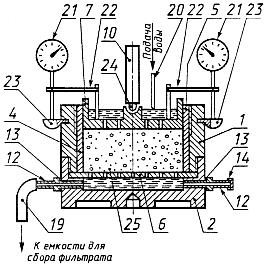 21 7 22 10 20 22 5 21
Подача
воды
23 24 23
4 1
13 13
12 14
12
19 25 6 2
К емкости для
сбора фильтрата